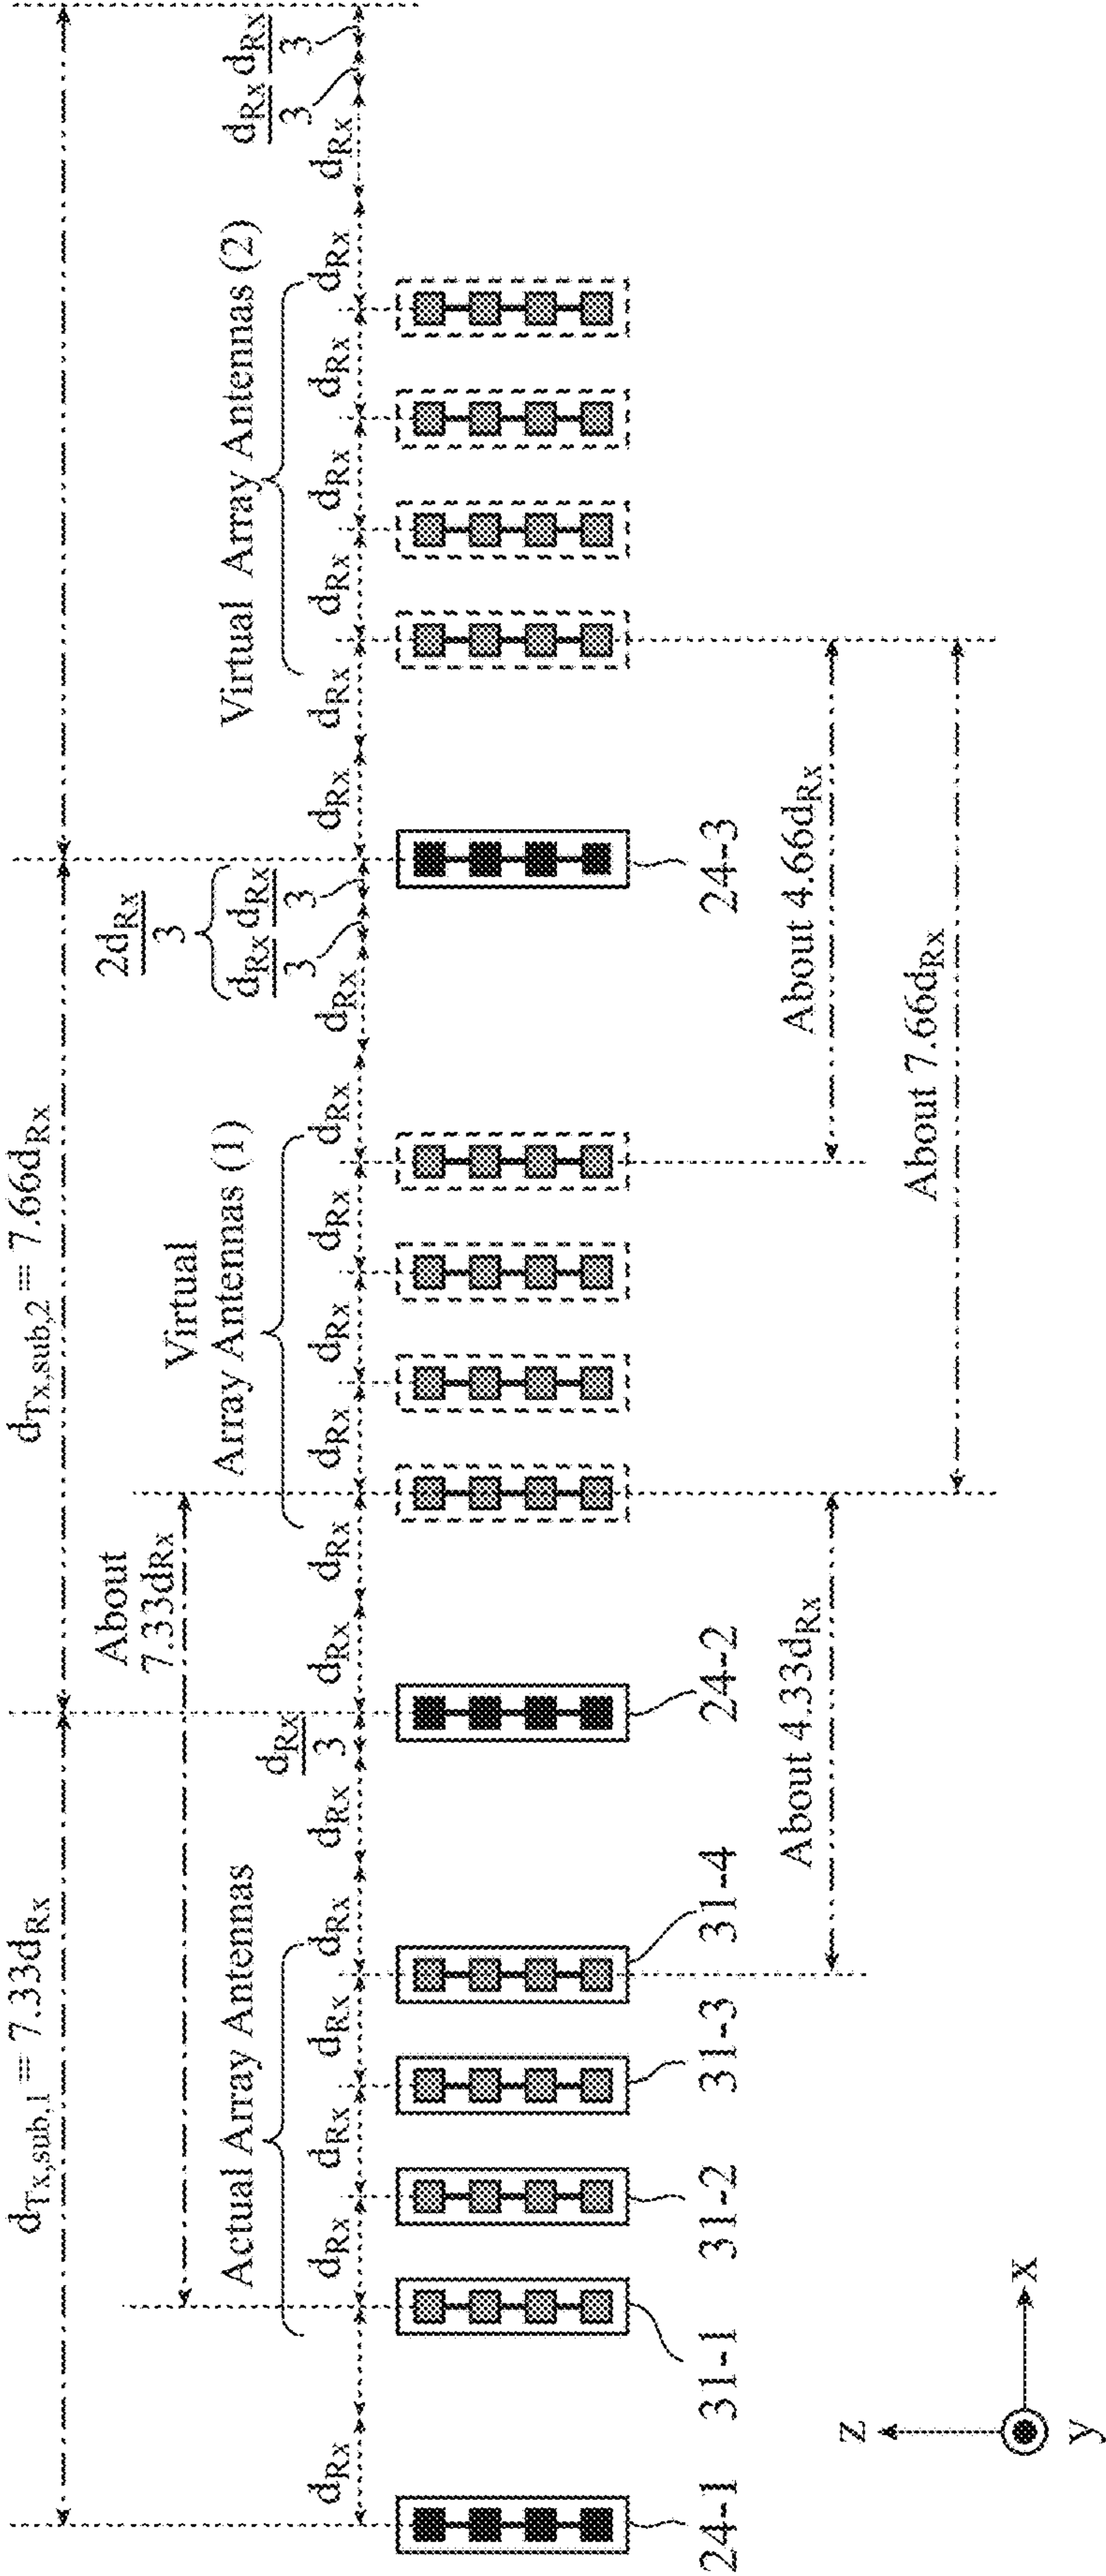 dTx,sub,1 = 7.33dRx
dTx,sub,2 = 7.66dRx
About
7.33dRx
2dRx
3
Actual Array Antennas
Virtual
Array Antennas (1)
Virtual Array Antennas (2)
dRx
dRx
dRx
dRx
dRx
dRx
dRx
3
dRx
dRx
dRx
dRx
dRx
dRx
dRx
dRx
3
dRx
3
dRx
dRx
dRx
dRx
dRx
dRx
dRx
dRx
3
dRx
3
24-1
31-1
31-2
31-3
31-4
24-2
24-3
About 4.33dRx
About 4.66dRx
About 7.66dRx
z
x
y